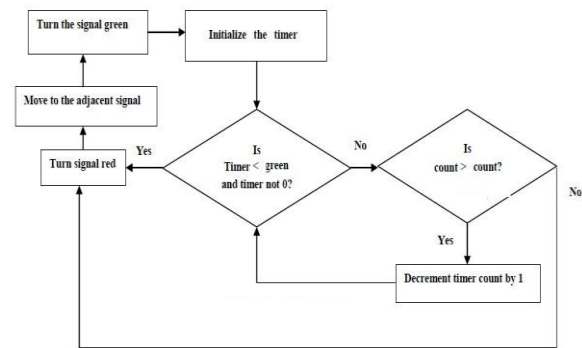 Turn the signal green
Initialize the timer
Move to the adjacent signal
Turn signal red
Yes
Is
Timer < green
and timer not 0?
No
Is
count > count?
No
Yes
Decrement timer count by 1